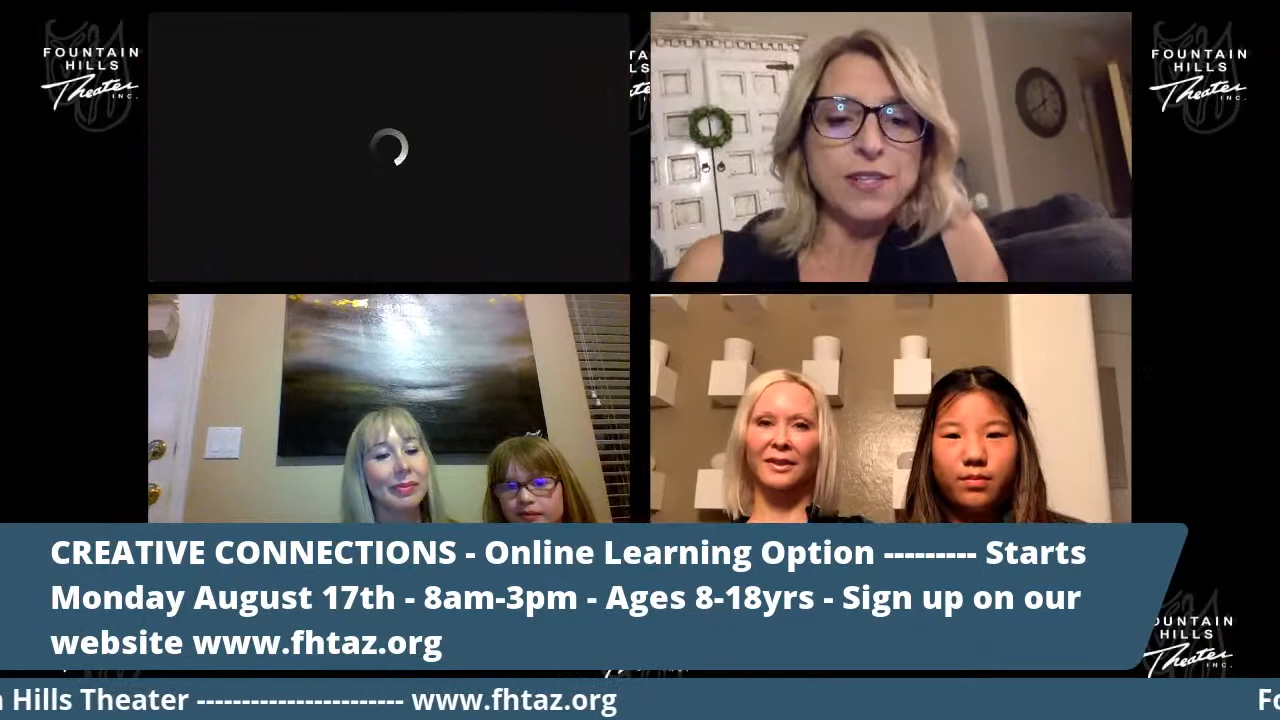 FOUNTAIN
HILLS
Theater
INC.
FOUNTAIN
HILLS
Theater
INC.
CREATIVE CONNECTIONS - Online Learning Option --------- Starts
Monday August 17th - 8am-3pm - Ages 8-18yrs - Sign up on our
website www.fhtaz.org
HILLS
Theater
INC.
Hills Theater ----------------------- www.fhtaz.org